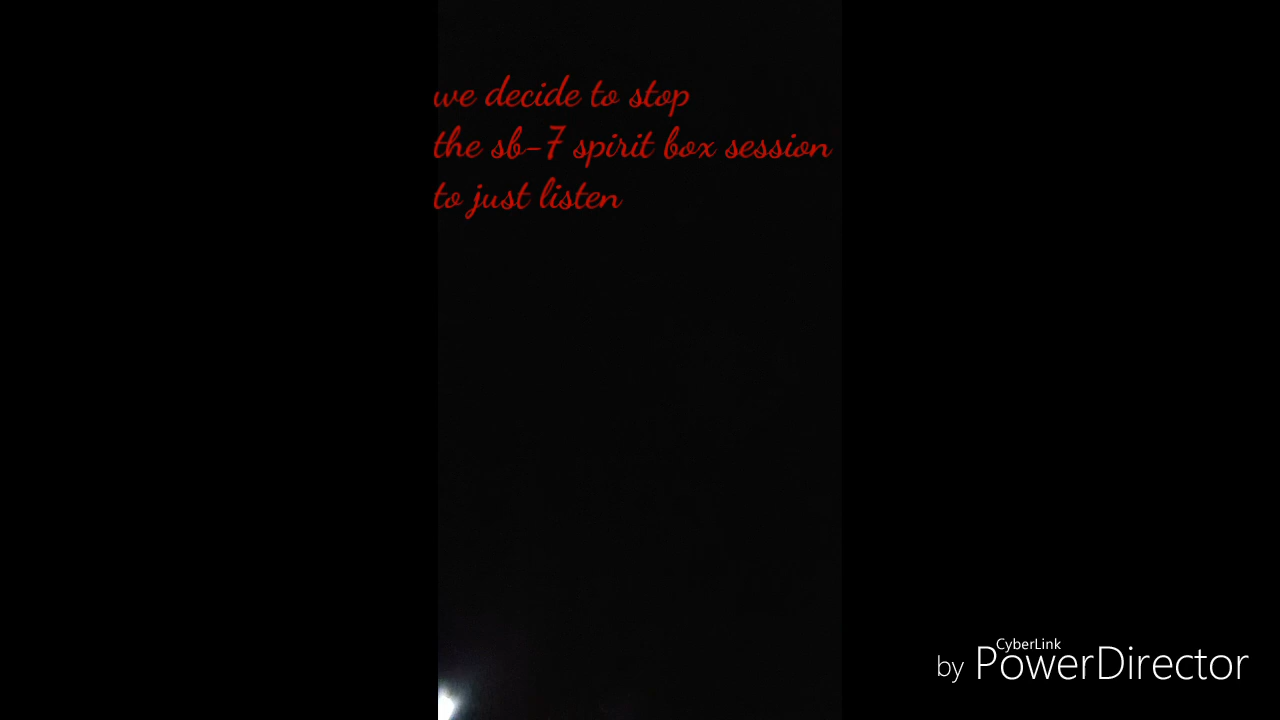 we decide to stop
the sb-7 spirit box session
to just listen
CyberLink
by PowerDirector